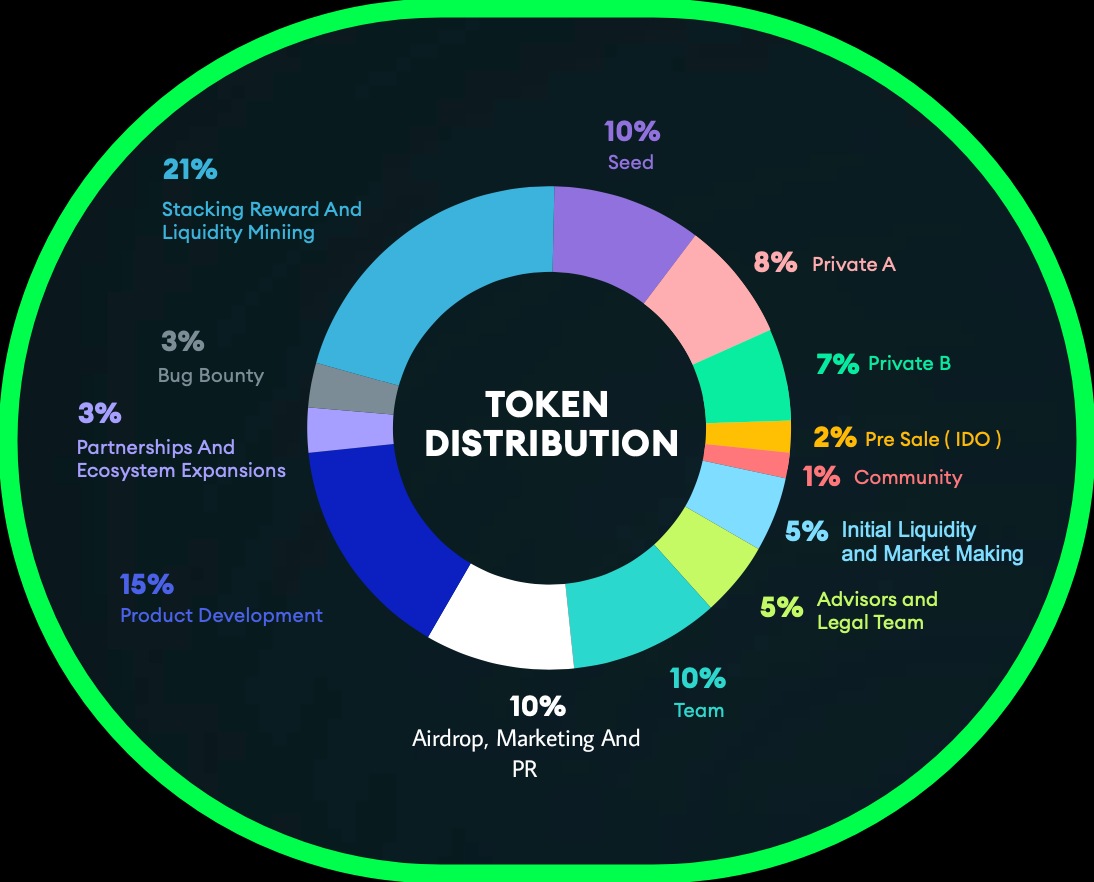 TOKEN
DISTRIBUTION
10%
Seed
8% Private A
7% Private B
2% Pre Sale ( IDO )
1% Community
5% Initial Liquidity
and Market Making
5% Advisors and
Legal Team
10%
Team
10%
Airdrop, Marketing And
PR
15%
Product Development
3%
Partnerships And
Ecosystem Expansions
3%
Bug Bounty
21%
Stacking Reward And
Liquidity Miniing